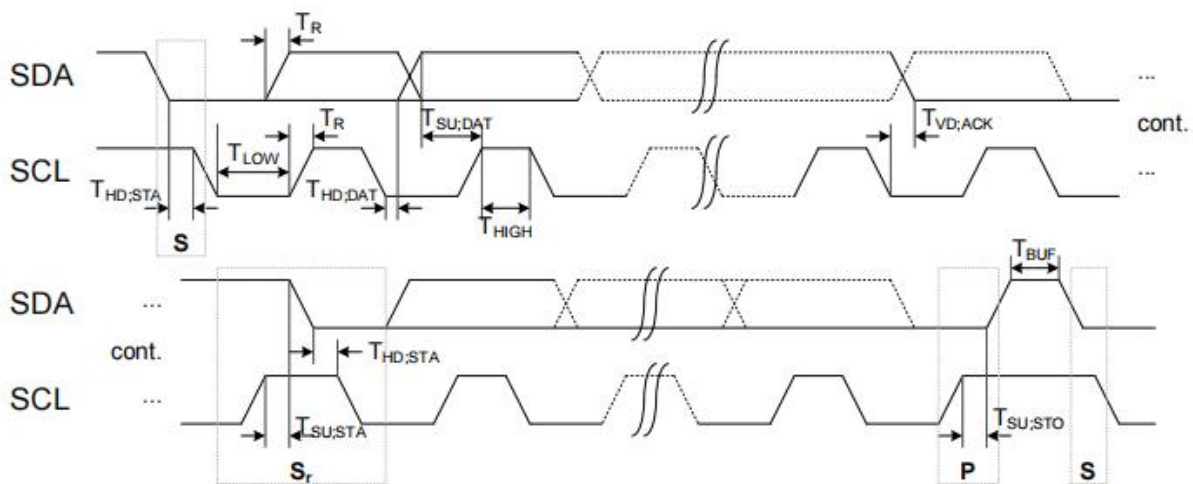 T_R
SDA
...
T_R
T_SU;DAT
T_VD;ACK
cont.
SCL
T_LOW
...
T_HD;STA
T_HD;DAT
T_HIGH
S
T_BUF
SDA
...
cont.
T_HD;STA
SCL
...
T_SU;STA
T_SU;STO
S_r
P
S